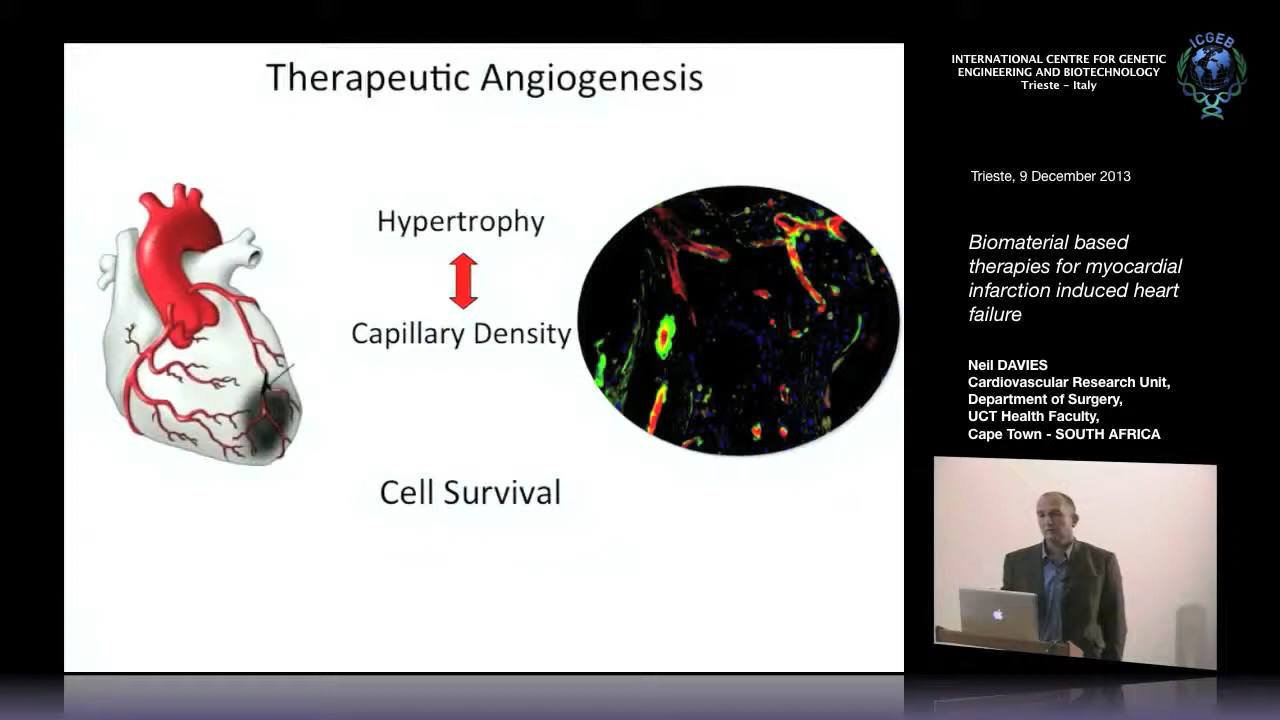 Therapeutic Angiogenesis
Hypertrophy
Capillary Density
Cell Survival
INTERNATIONAL CENTRE FOR GENETIC
ENGINEERING AND BIOTECHNOLOGY
Trieste - Italy
ICGEB
Trieste, 9 December 2013
Biomaterial based
therapies for myocardial
infarction induced heart
failure
Neil DAVIES
Cardiovascular Research Unit,
Department of Surgery,
UCT Health Faculty,
Cape Town - SOUTH AFRICA